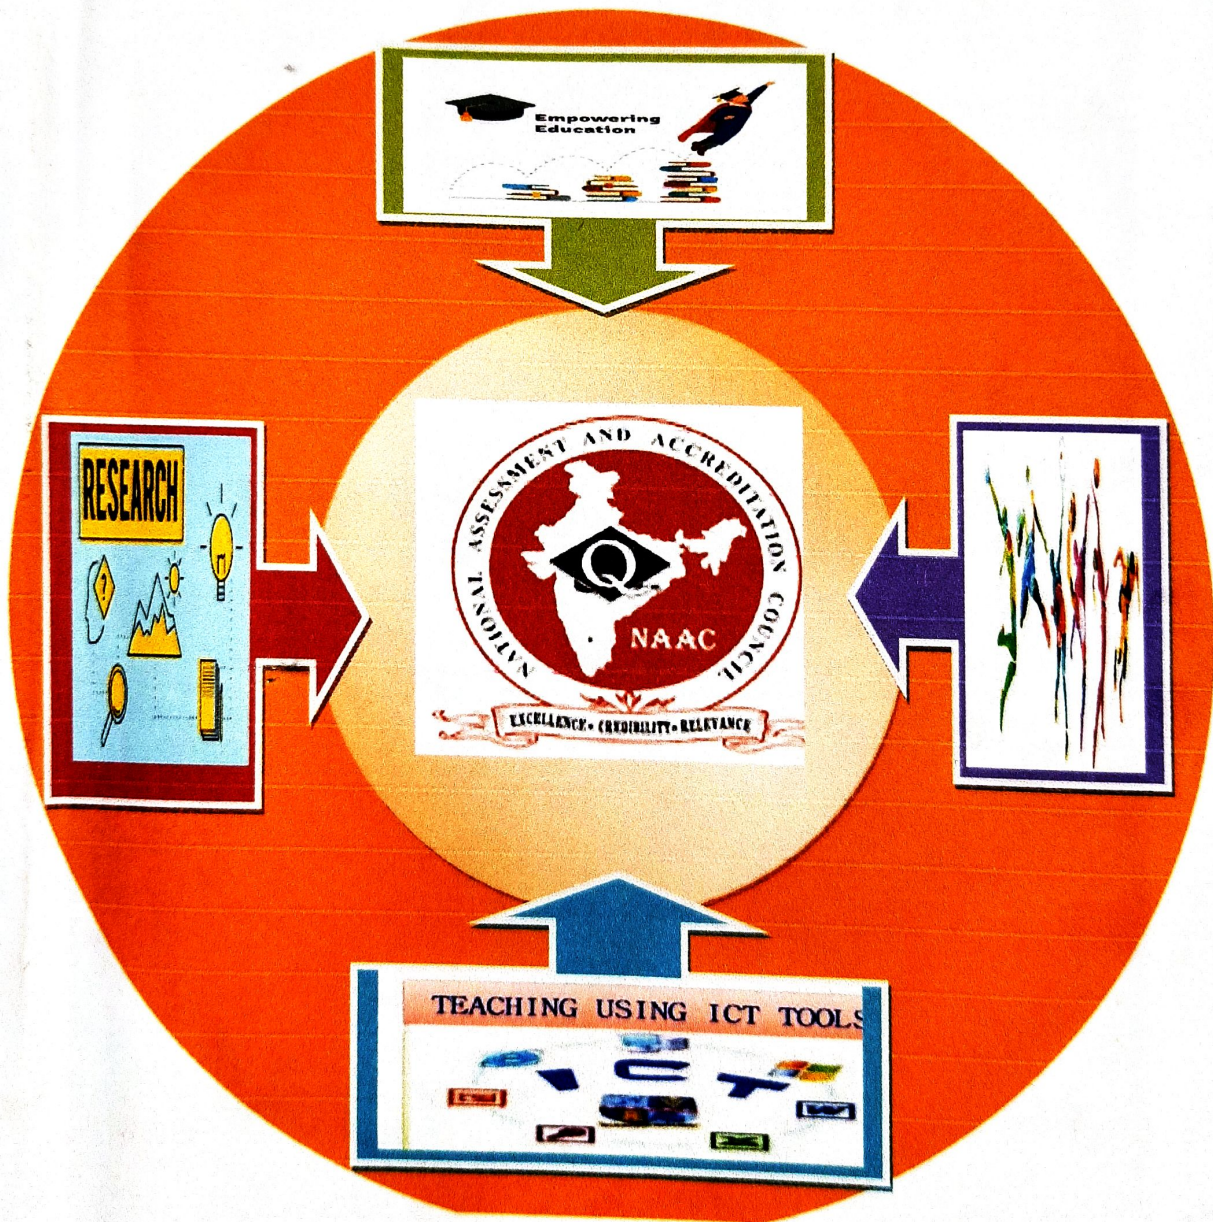 Empowering
Education
RESEARCH
?
NATIONAL ASSESSMENT AND ACCREDITATION COUNCIL
Q
NAAC
EXCELLENCE • CREDIBILITY • RELEVANCE
TEACHING USING ICT TOOLS
ICT
W